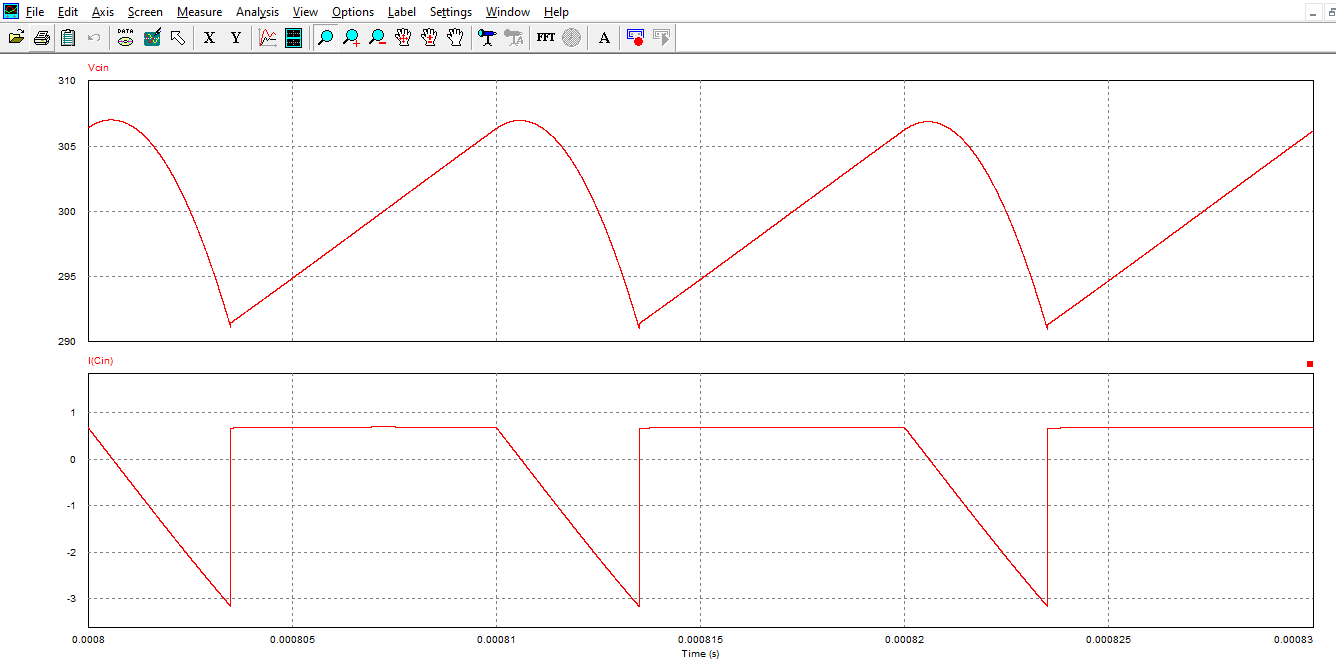 File Edit Axis Screen Measure Analysis View Options Label Settings Window Help
DATA X Y FFT A
Vcin
310
305
300
295
290
I(Cin)
1
0
-1
-2
-3
0.0008 0.000805 0.00081 0.000815 0.00082 0.000825 0.00083
Time (s)